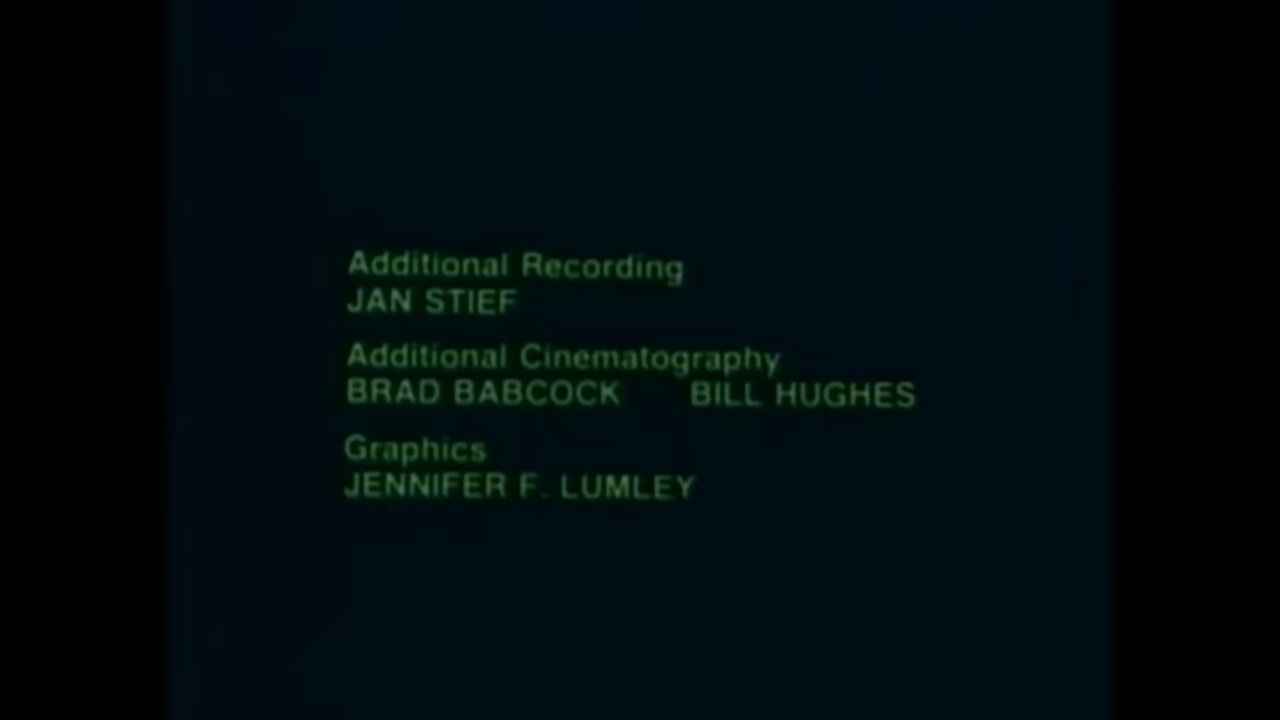 Additional Recording
JAN STIEF
Additional Cinematography
BRAD BABCOCK BILL HUGHES
Graphics
JENNIFER F. LUMLEY